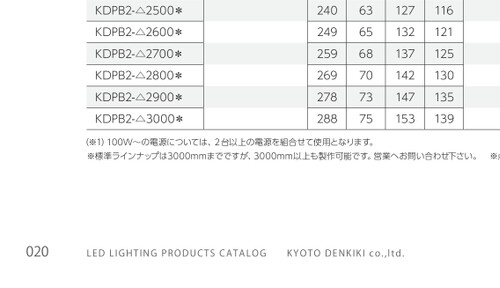 KDPB2-△2500✻ 240 63 127 116
KDPB2-△2600✻ 249 65 132 121
KDPB2-△2700✻ 259 68 137 125
KDPB2-△2800✻ 269 70 142 130
KDPB2-△2900✻ 278 73 147 135
KDPB2-△3000✻ 288 75 153 139
(※1) 100W〜の電源については、2台以上の電源を組合せて使用となります。
※標準ラインナップは3000mmまでですが、3000mm以上も製作可能です。営業へお問い合わせ下さい。 ※
020 LED LIGHTING PRODUCTS CATALOG KYOTO DENKIKI co.,ltd.